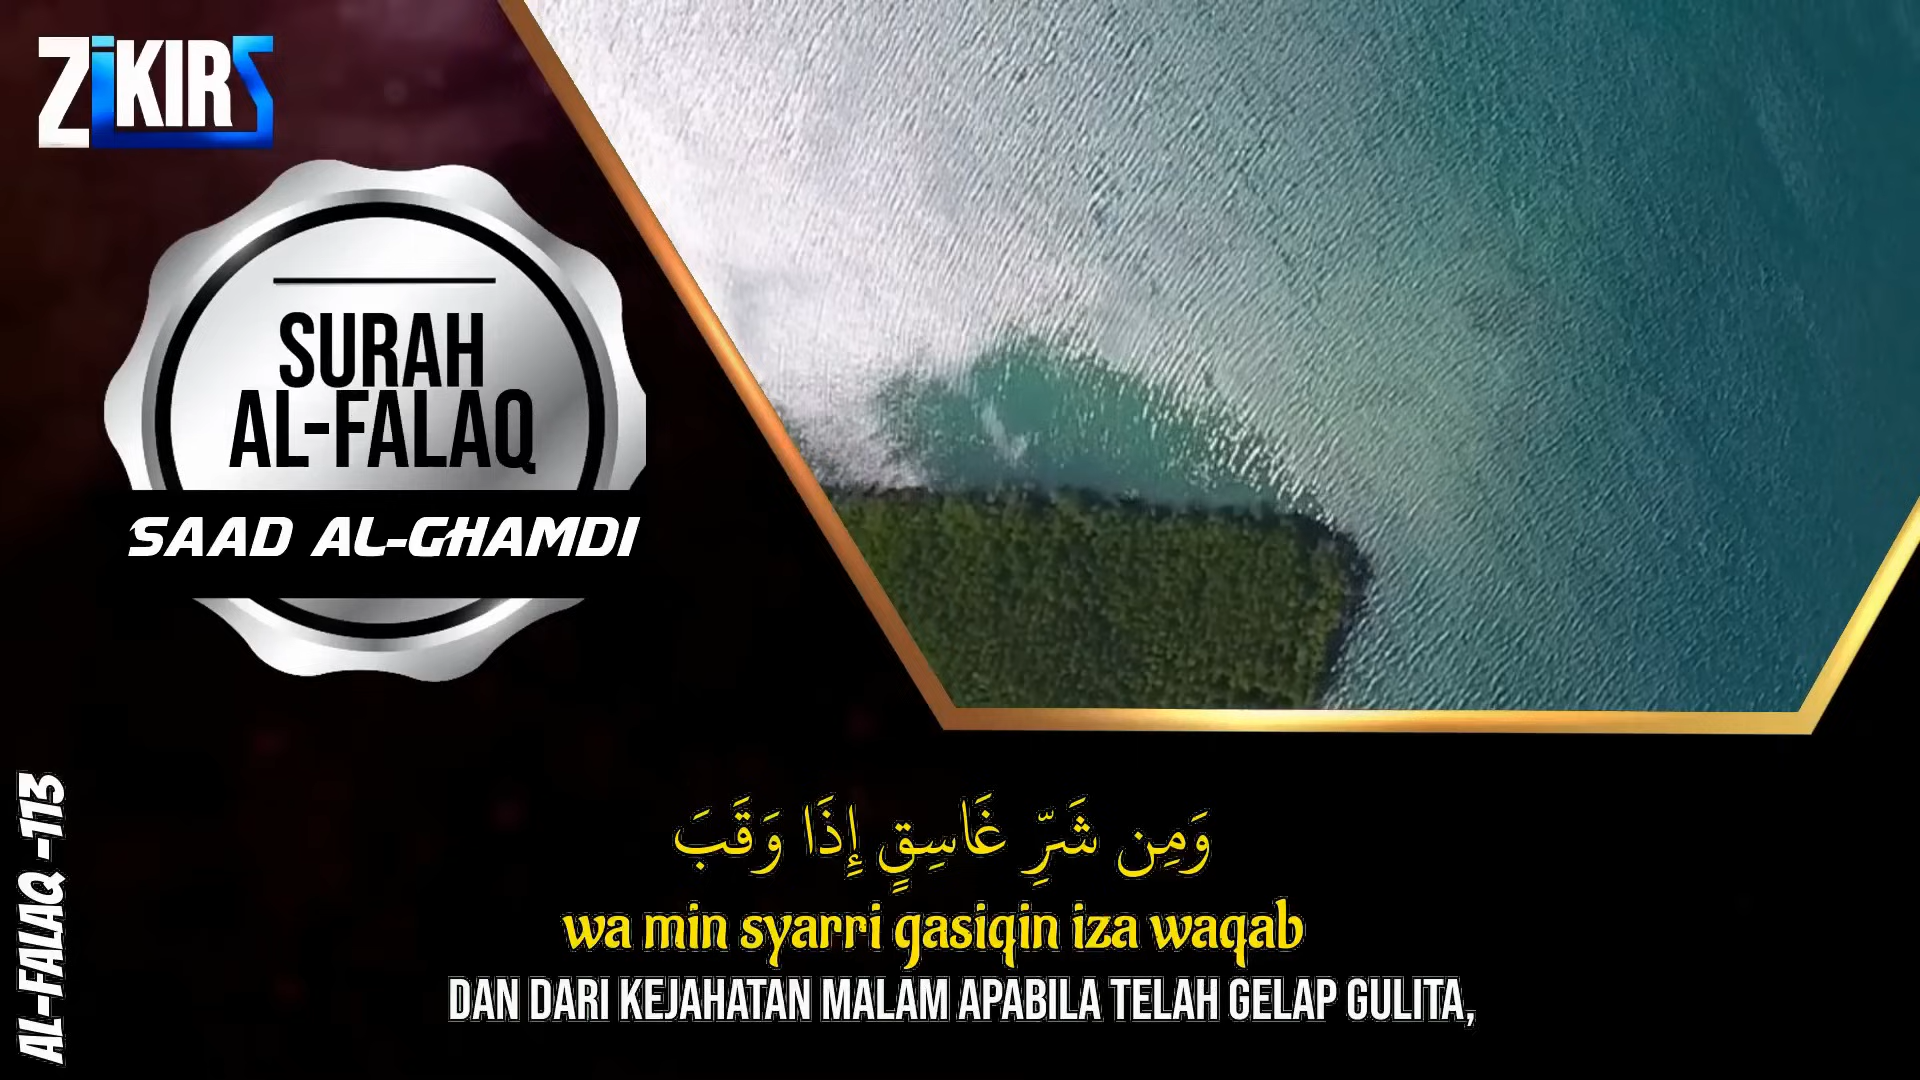 ZiKIRS
SURAH
AL-FALAQ
SAAD AL-GHAMDI
AL-FALAQ -113
وَمِن شَرِّ غَاسِقٍ إِذَا وَقَبَ
wa min syarri gasiqin iza waqab
DAN DARI KEJAHATAN MALAM APABILA TELAH GELAP GULITA,